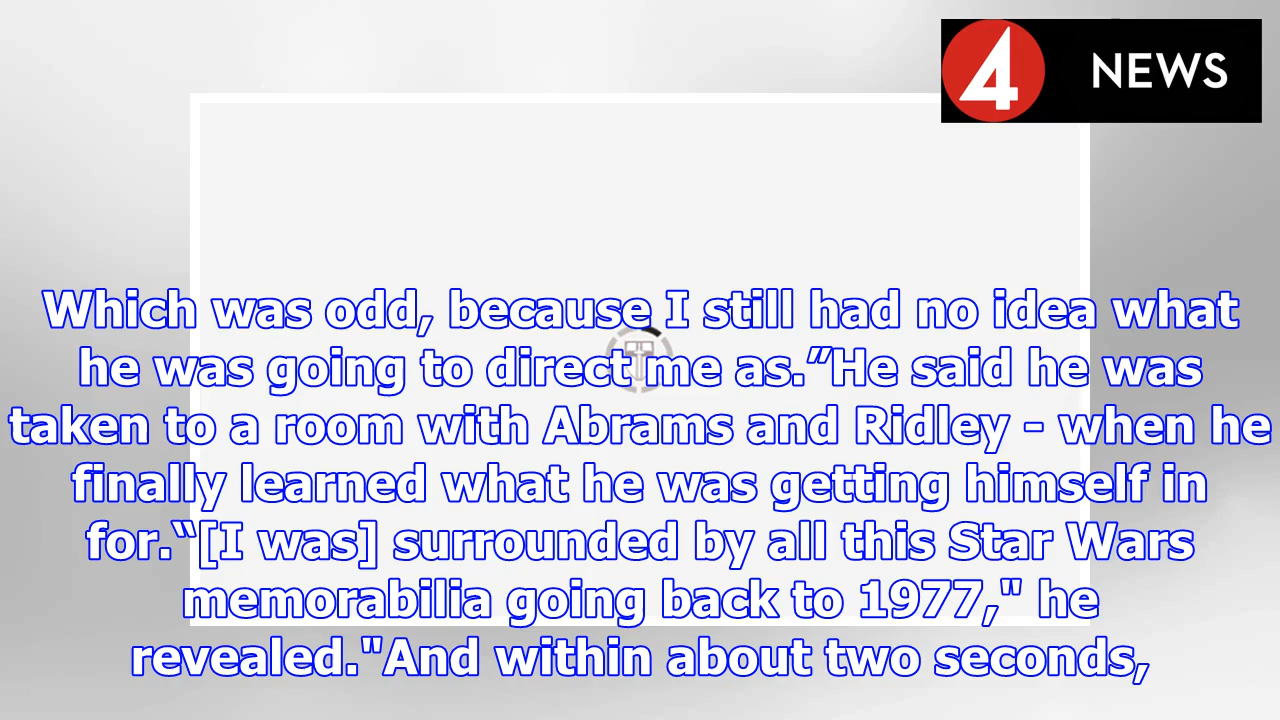 4 NEWS
Which was odd, because I still had no idea what
he was going to direct me as.”He said he was
taken to a room with Abrams and Ridley - when he
finally learned what he was getting himself in
for.“[I was] surrounded by all this Star Wars
memorabilia going back to 1977," he
revealed."And within about two seconds,